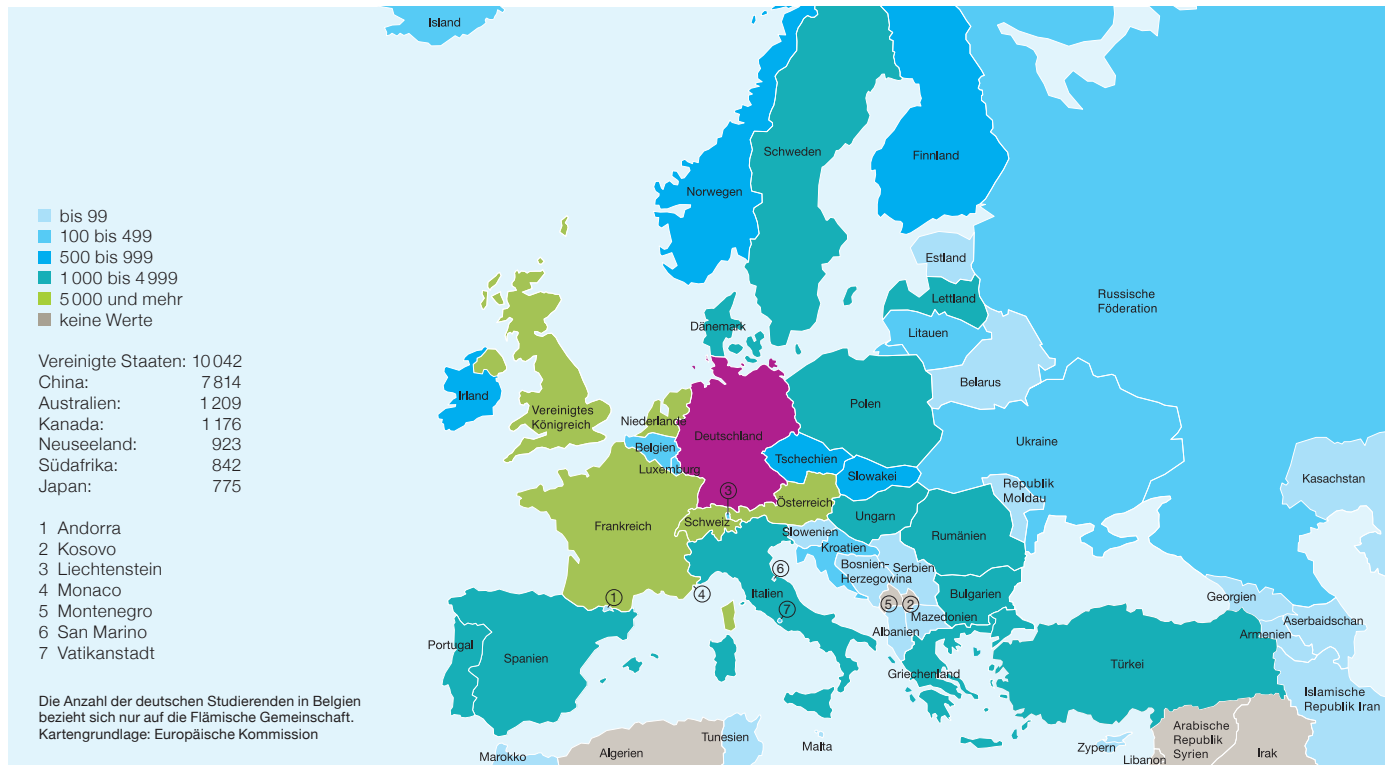 Island
Schweden
Finnland
Norwegen
bis 99
100 bis 499
500 bis 999
1 000 bis 4 999
5 000 und mehr
keine Werte
Estland
Lettland
Russische
Föderation
Dänemark
Litauen
Belarus
Vereinigte Staaten: 10 042
China: 7 814
Australien: 1 209
Kanada: 1 176
Neuseeland: 923
Südafrika: 842
Japan: 775
Irland
Vereinigtes
Königreich
Niederlande
Belgien
Luxemburg
Deutschland
Polen
Tschechien
Slowakei
Ukraine
Republik
Moldau
Kasachstan
3
Frankreich
Schweiz
Österreich
Ungarn
Rumänien
Slowenien
Kroatien
Bosnien-
Herzegowina
Serbien
1 Andorra
2 Kosovo
3 Liechtenstein
4 Monaco
5 Montenegro
6 San Marino
7 Vatikanstadt
1
4
6
Italien
7
5
2
Bulgarien
Mazedonien
Albanien
Georgien
Armenien
Aserbaidschan
Portugal
Spanien
Griechenland
Türkei
Islamische
Republik Iran
Die Anzahl der deutschen Studierenden in Belgien
bezieht sich nur auf die Flämische Gemeinschaft.
Kartengrundlage: Europäische Kommission
Marokko
Algerien
Tunesien
Malta
Zypern
Libanon
Arabische
Republik
Syrien
Irak